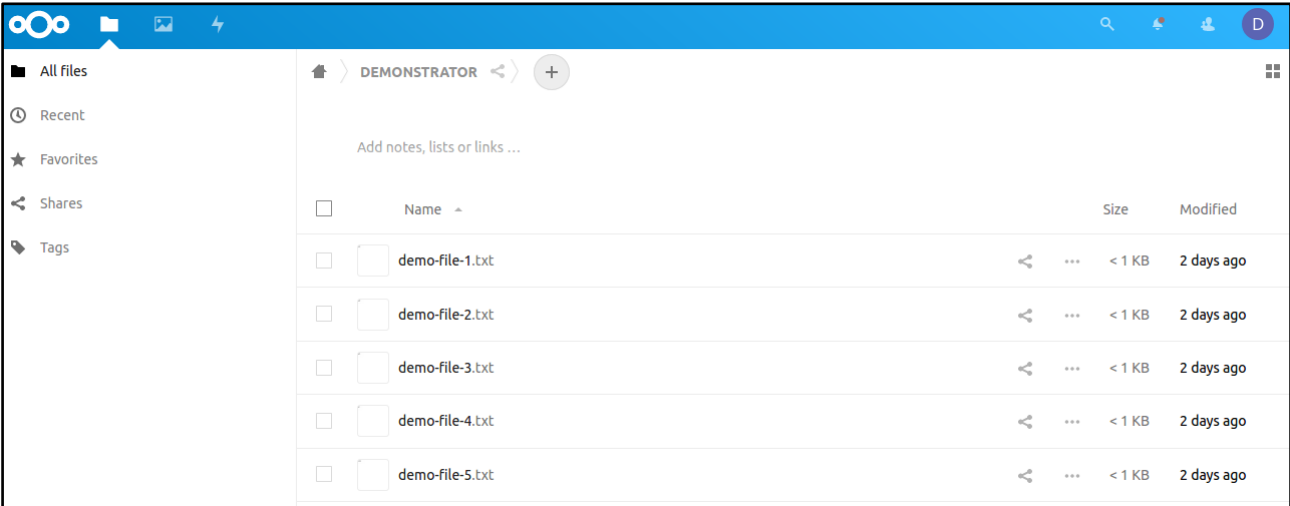 D
All files
DEMONSTRATOR +
Recent
Add notes, lists or links ...
Favorites
Shares
Name Size Modified
Tags
demo-file-1.txt ... < 1 KB 2 days ago
demo-file-2.txt ... < 1 KB 2 days ago
demo-file-3.txt ... < 1 KB 2 days ago
demo-file-4.txt ... < 1 KB 2 days ago
demo-file-5.txt ... < 1 KB 2 days ago